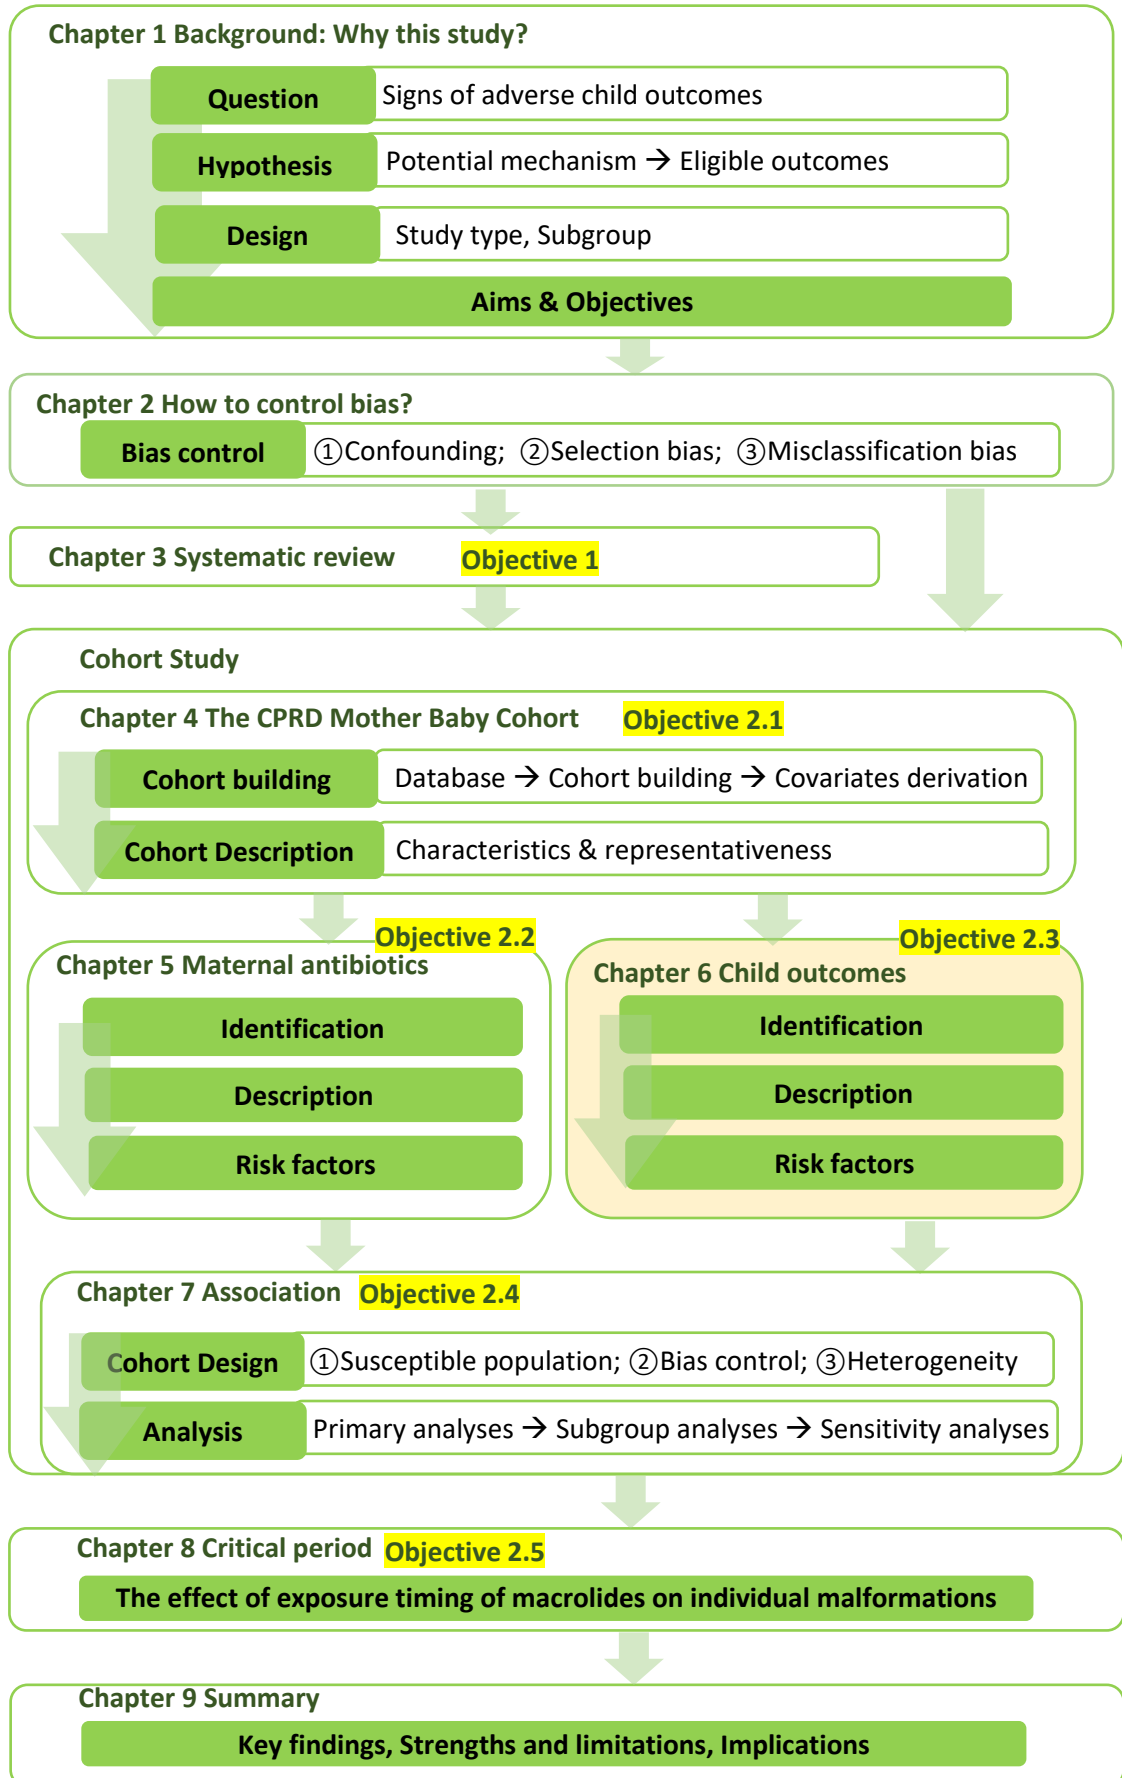 Chapter 1 Background: Why this study?
Question Signs of adverse child outcomes
Hypothesis Potential mechanism → Eligible outcomes
Design Study type, Subgroup
Aims & Objectives
Chapter 2 How to control bias?
Bias control ①Confounding; ②Selection bias; ③Misclassification bias
Chapter 3 Systematic review Objective 1
Cohort Study
Chapter 4 The CPRD Mother Baby Cohort Objective 2.1
Cohort building Database → Cohort building → Covariates derivation
Cohort Description Characteristics & representativeness
Objective 2.2
Chapter 5 Maternal antibiotics
Identification
Description
Risk factors
Objective 2.3
Chapter 6 Child outcomes
Identification
Description
Risk factors
Chapter 7 Association Objective 2.4
Cohort Design ①Susceptible population; ②Bias control; ③Heterogeneity
Analysis Primary analyses → Subgroup analyses → Sensitivity analyses
Chapter 8 Critical period Objective 2.5
The effect of exposure timing of macrolides on individual malformations
Chapter 9 Summary
Key findings, Strengths and limitations, Implications